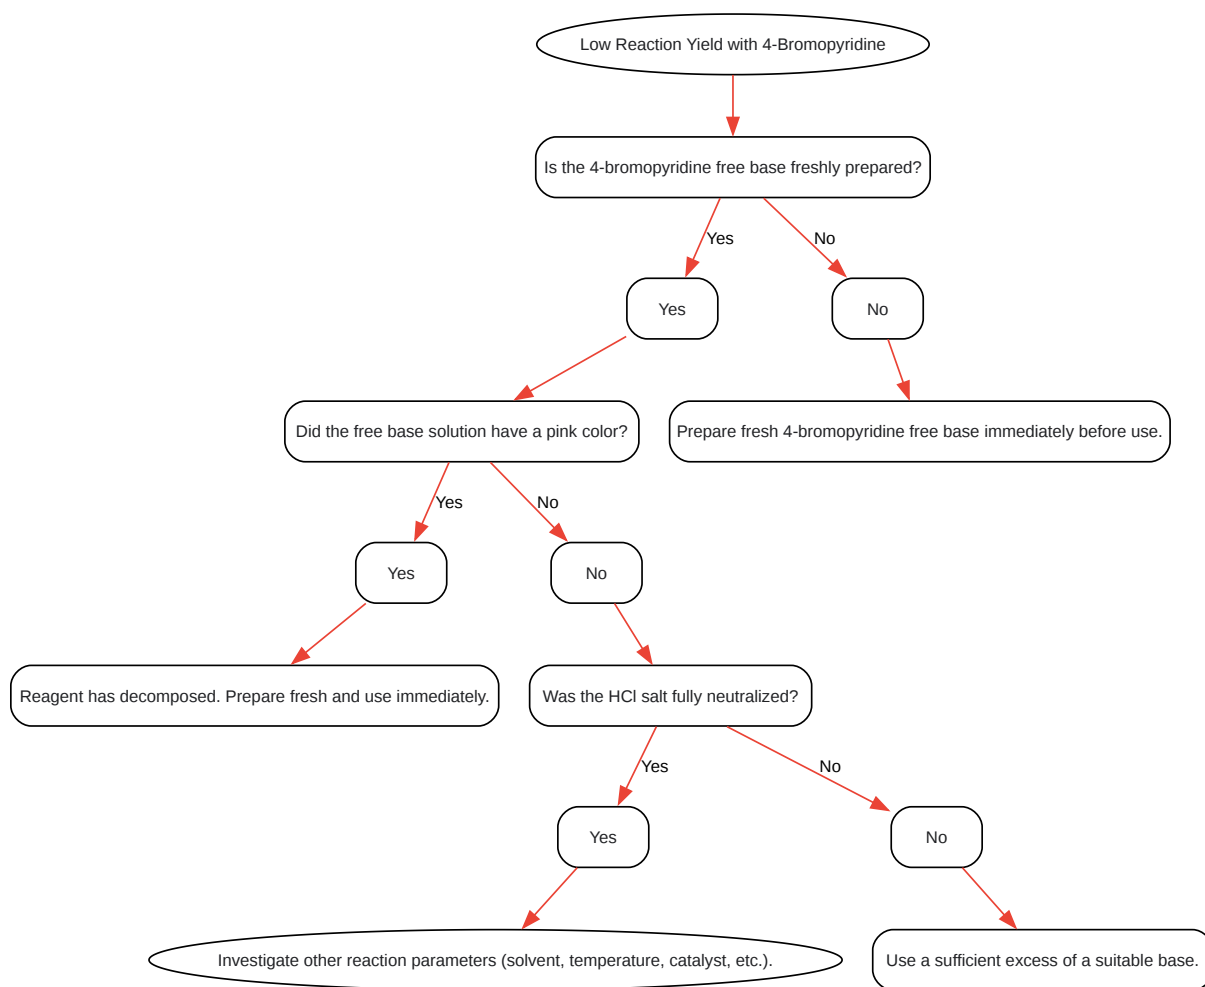 Low Reaction Yield with 4-Bromopyridine
Is the 4-bromopyridine free base freshly prepared?
Yes
No
Yes
No
Did the free base solution have a pink color?
Prepare fresh 4-bromopyridine free base immediately before use.
Yes
No
Yes
No
Reagent has decomposed. Prepare fresh and use immediately.
Was the HCl salt fully neutralized?
Yes
No
Yes
No
Investigate other reaction parameters (solvent, temperature, catalyst, etc.).
Use a sufficient excess of a suitable base.